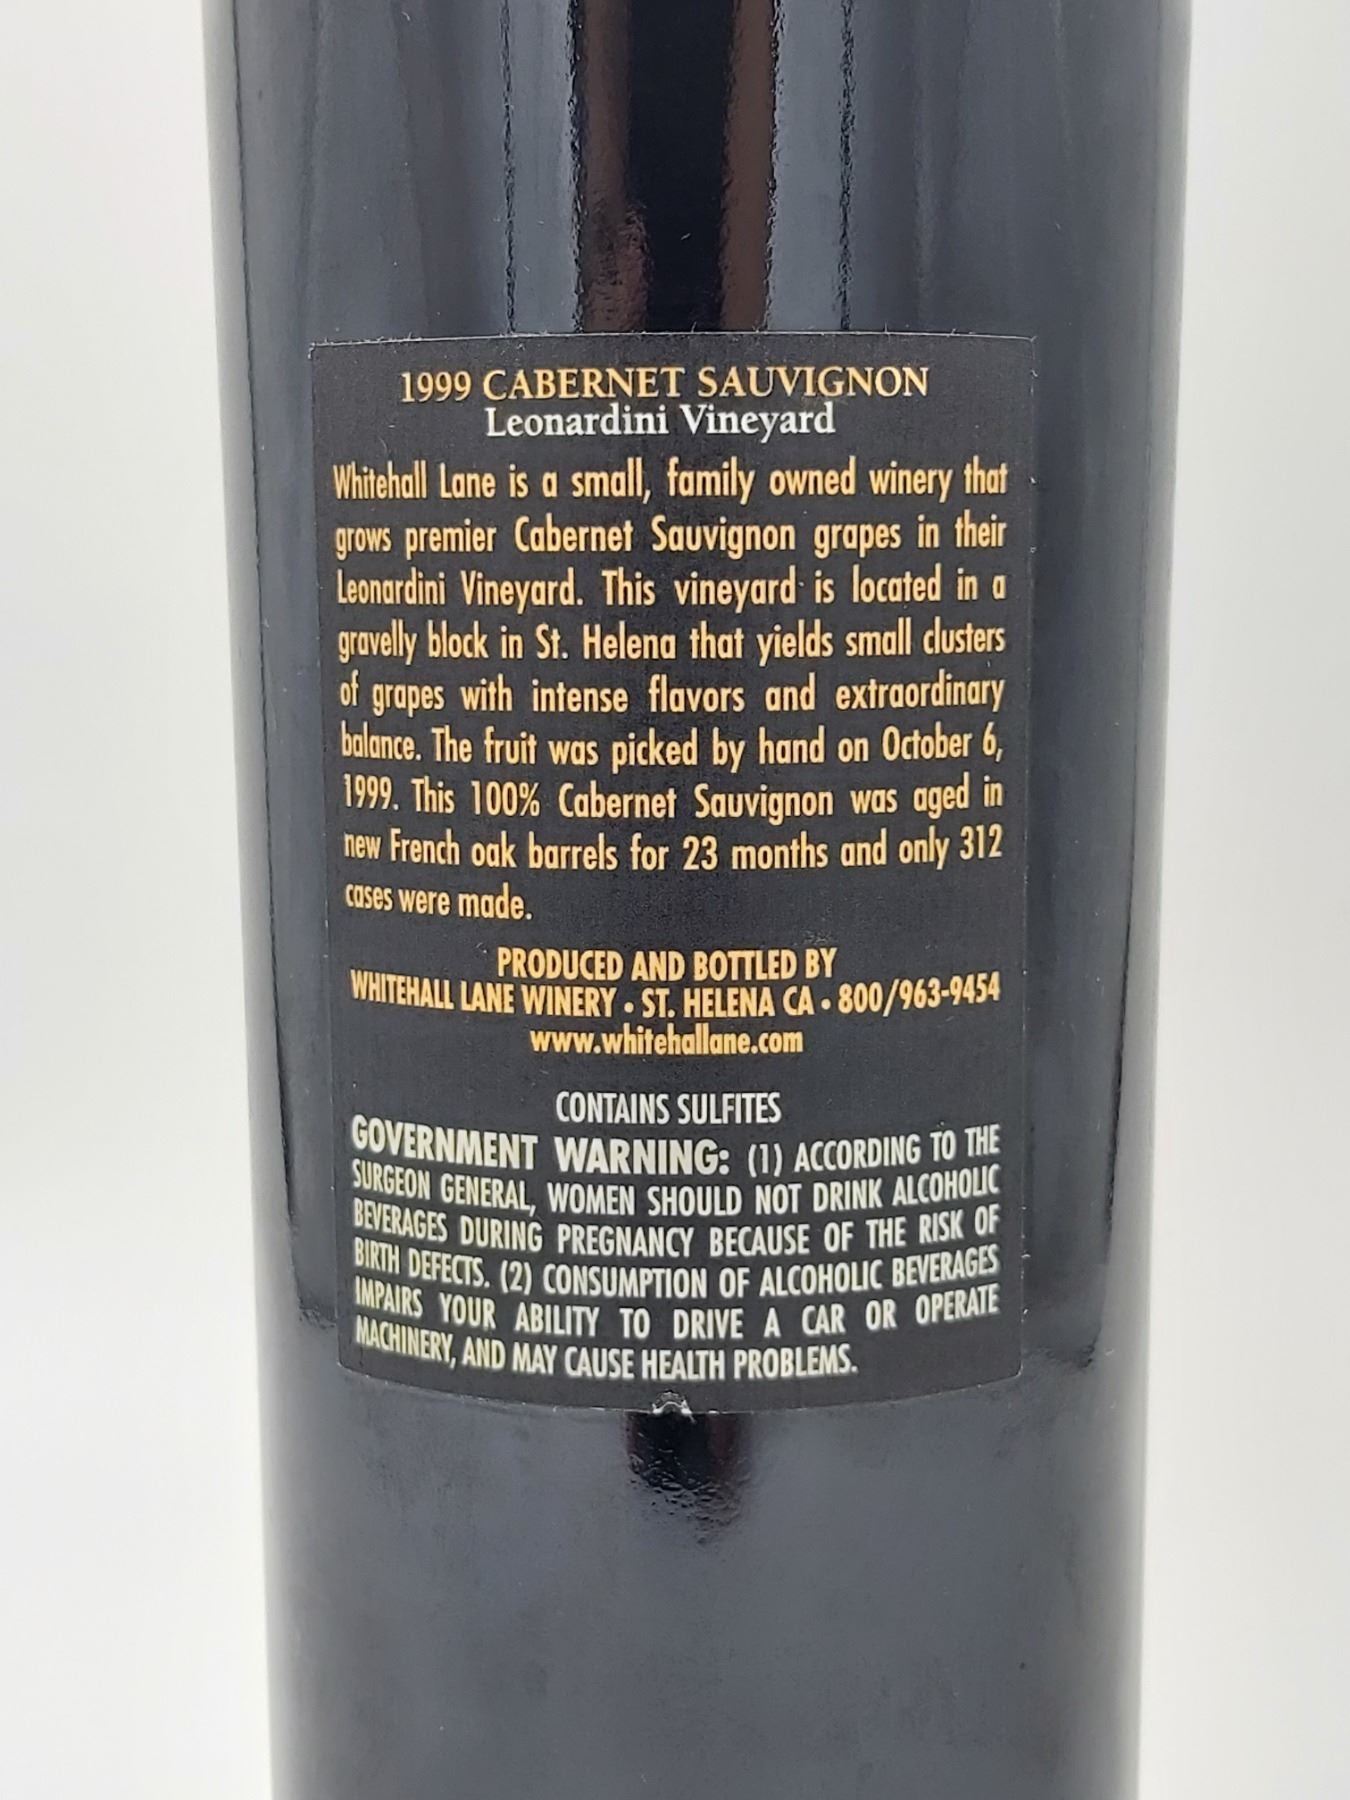 1999 CABERNET SAUVIGNON
Leonardini Vineyard
Whitehall Lane is a small, family owned winery that
grows premier Cabernet Sauvignon grapes in their
Leonardini Vineyard. This vineyard is located in a
gravelly block in St. Helena that yields small clusters
of grapes with intense flavors and extraordinary
balance. The fruit was picked by hand on October 6,
1999. This 100% Cabernet Sauvignon was aged in
new French oak barrels for 23 months and only 312
cases were made.
PRODUCED AND BOTTLED BY
WHITEHALL LANE WINERY • ST. HELENA CA • 800/963-9454
www.whitehallane.com
CONTAINS SULFITES
GOVERNMENT WARNING: (1) ACCORDING TO THE
SURGEON GENERAL, WOMEN SHOULD NOT DRINK ALCOHOLIC
BEVERAGES DURING PREGNANCY BECAUSE OF THE RISK OF
BIRTH DEFECTS. (2) CONSUMPTION OF ALCOHOLIC BEVERAGES
IMPAIRS YOUR ABILITY TO DRIVE A CAR OR OPERATE
MACHINERY, AND MAY CAUSE HEALTH PROBLEMS.